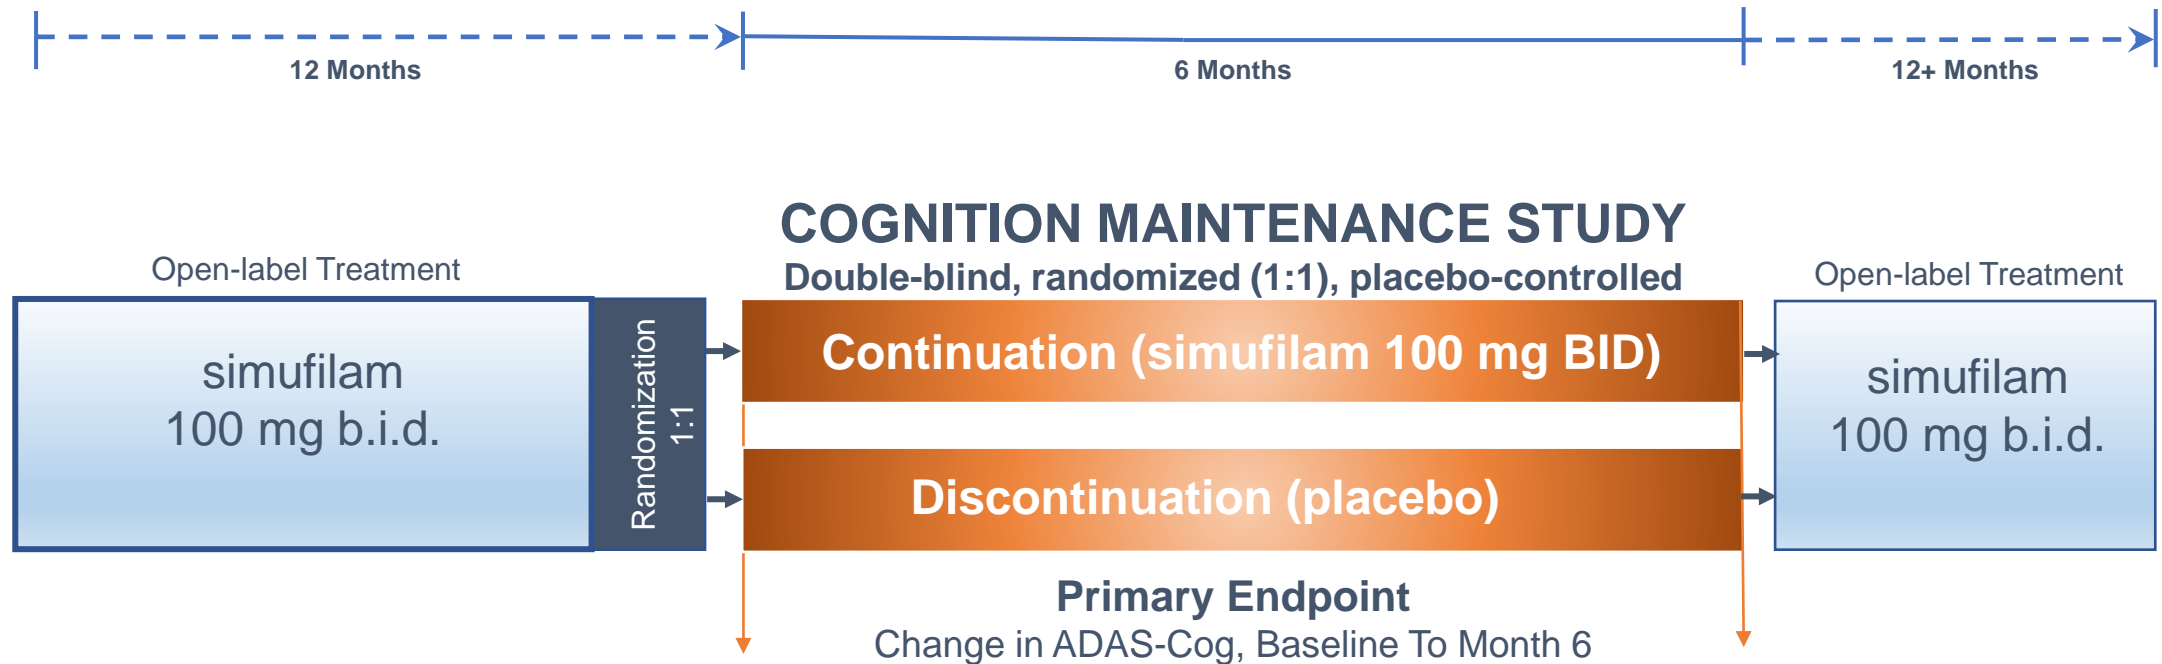 12 Months
6 Months
12+ Months
COGNITION MAINTENANCE STUDY
Double-blind, randomized (1:1), placebo-controlled
Open-label Treatment
simufilam
100 mg b.i.d.
Randomization
1:1
Continuation (simufilam 100 mg BID)
Discontinuation (placebo)
Open-label Treatment
simufilam
100 mg b.i.d.
Primary Endpoint
Change in ADAS-Cog, Baseline To Month 6